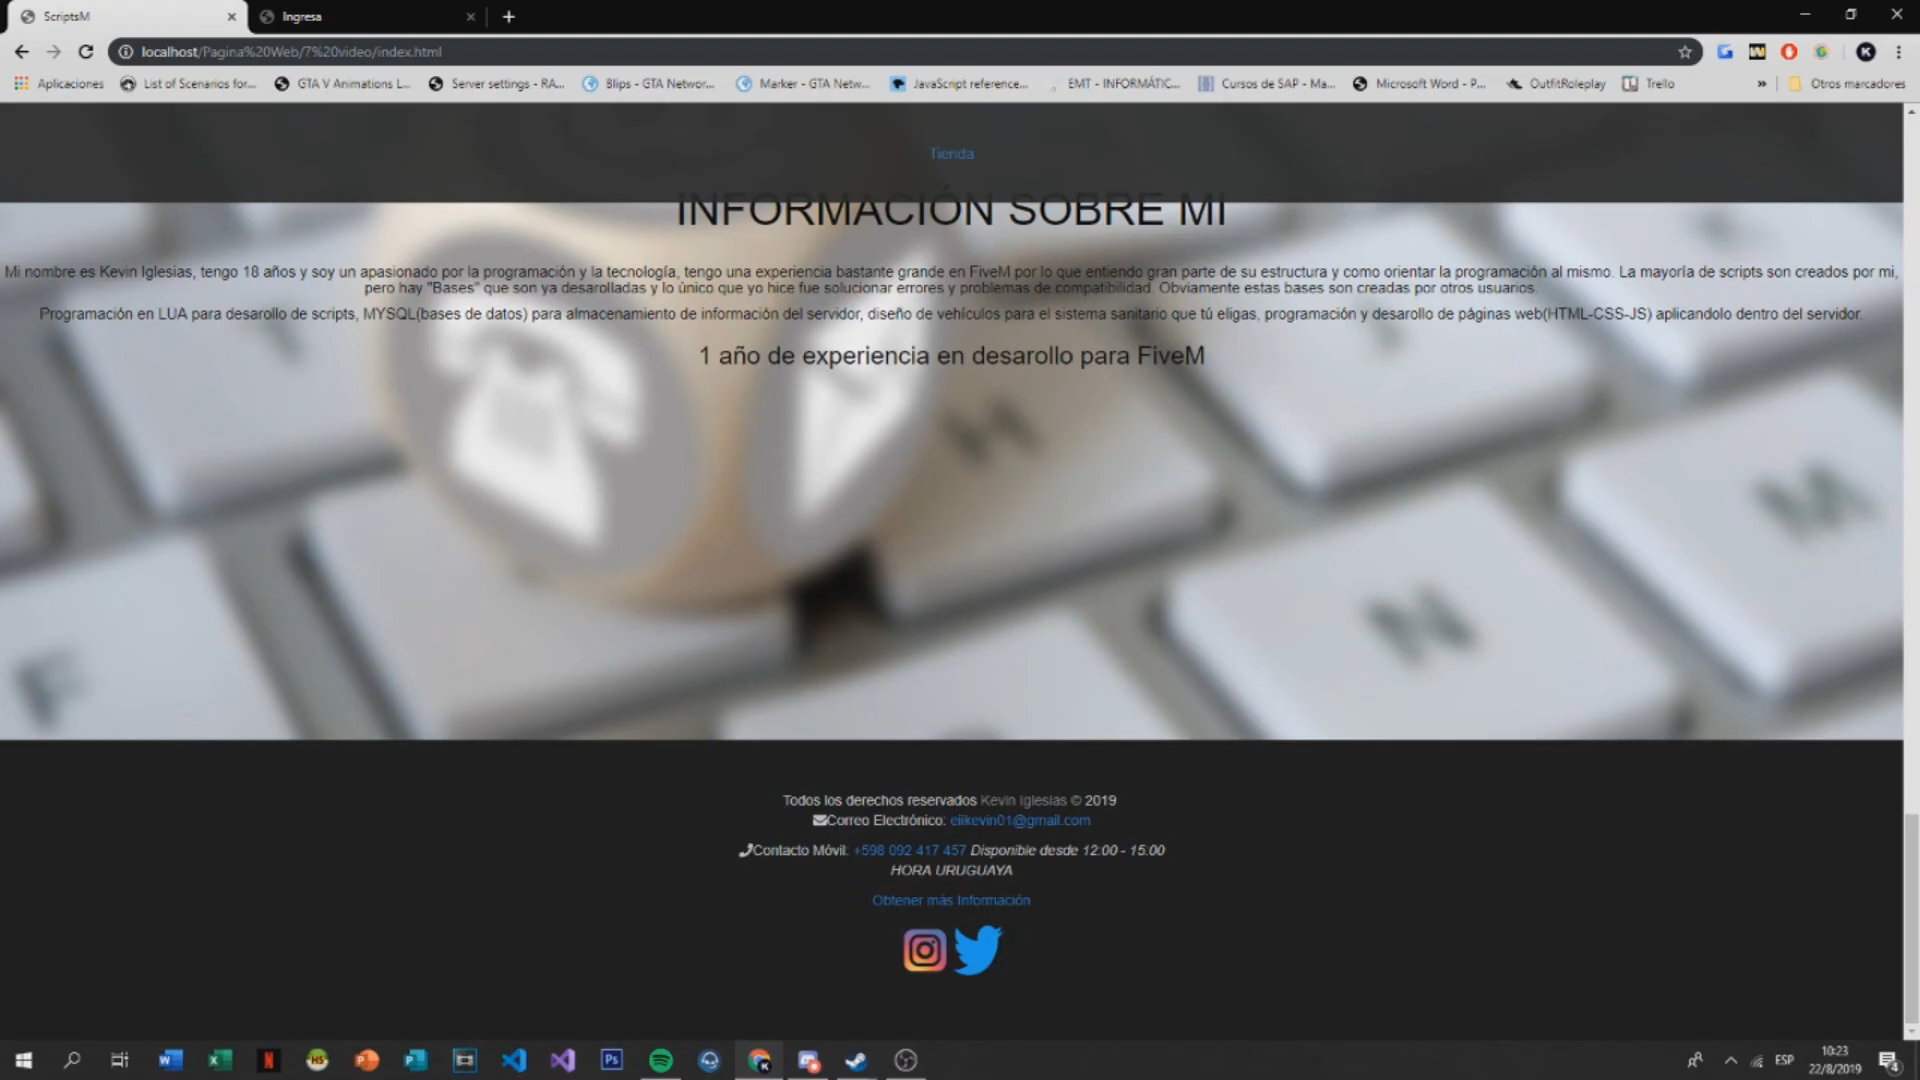 ScriptsM
Ingresa
localhost/Pagina%20Web/7%20video/index.html
Aplicaciones
List of Scenarios for...
GTA V Animations L...
Server settings - RA...
Blips - GTA Networ...
Marker - GTA Netw...
JavaScript reference...
EMT - INFORMÁTIC...
Cursos de SAP - Ma...
Microsoft Word - P...
OutfitRoleplay
Trello
»
Otros marcadores
Tienda
INFORMACIÓN SOBRE MI
Mi nombre es Kevin Iglesias, tengo 18 años y soy un apasionado por la programación y la tecnología, tengo una experiencia bastante grande en FiveM por lo que entiendo gran parte de su estructura y como orientar la programación al mismo. La mayoría de scripts son creados por mi,
pero hay "Bases" que son ya desarolladas y lo único que yo hice fue solucionar errores y problemas de compatibilidad. Obviamente estas bases son creadas por otros usuarios.
Programación en LUA para desarollo de scripts, MYSQL(bases de datos) para almacenamiento de información del servidor, diseño de vehículos para el sistema sanitario que tú eligas, programación y desarollo de páginas web(HTML-CSS-JS) aplicandolo dentro del servidor.
1 año de experiencia en desarollo para FiveM
H
M
N
F
Todos los derechos reservados Kevin Iglesias © 2019
Correo Electrónico: eiikevin01@gmail.com
Contacto Móvil: +598 092 417 457 Disponible desde 12:00 - 15.00
HORA URUGUAYA
Obtener más Información
ESP
10:23
22/8/2019
4